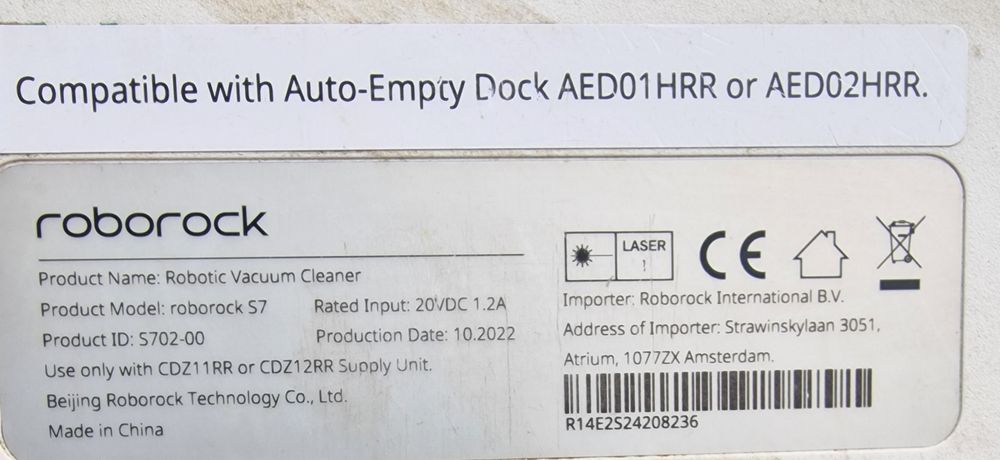 Compatible with Auto-Empty Dock AED01HRR or AED02HRR.
roborock
Product Name: Robotic Vacuum Cleaner
Product Model: roborock S7 Rated Input: 20VDC 1.2A
Product ID: S702-00 Production Date: 10.2022
Use only with CDZ11RR or CDZ12RR Supply Unit.
Beijing Roborock Technology Co., Ltd.
Made in China
LASER
!
CE
Importer: Roborock International B.V.
Address of Importer: Strawinskylaan 3051,
Atrium, 1077ZX Amsterdam.
R14E2S24208236